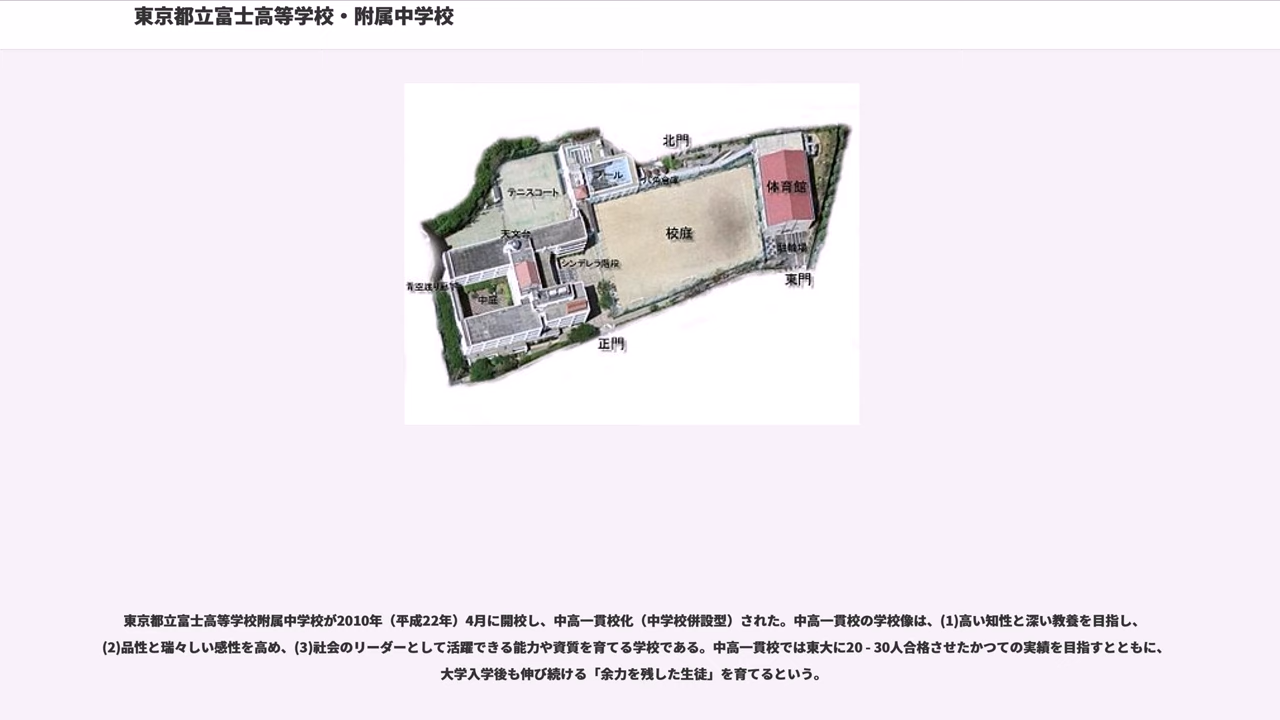 東京都立富士高等学校・附属中学校
北門
プール
テニスコート
体育館
校庭
天文台
駐輪場
シンデレラ階段
東門
中庭
正門
東京都立富士高等学校附属中学校が2010年（平成22年）4月に開校し、中高一貫校化（中学校併設型）された。中高一貫校の学校像は、(1)高い知性と深い教養を目指し、
(2)品性と瑞々しい感性を高め、(3)社会のリーダーとして活躍できる能力や資質を育てる学校である。中高一貫校では東大に20 - 30人合格させたかつての実績を目指すとともに、
大学入学後も伸び続ける「余力を残した生徒」を育てるという。